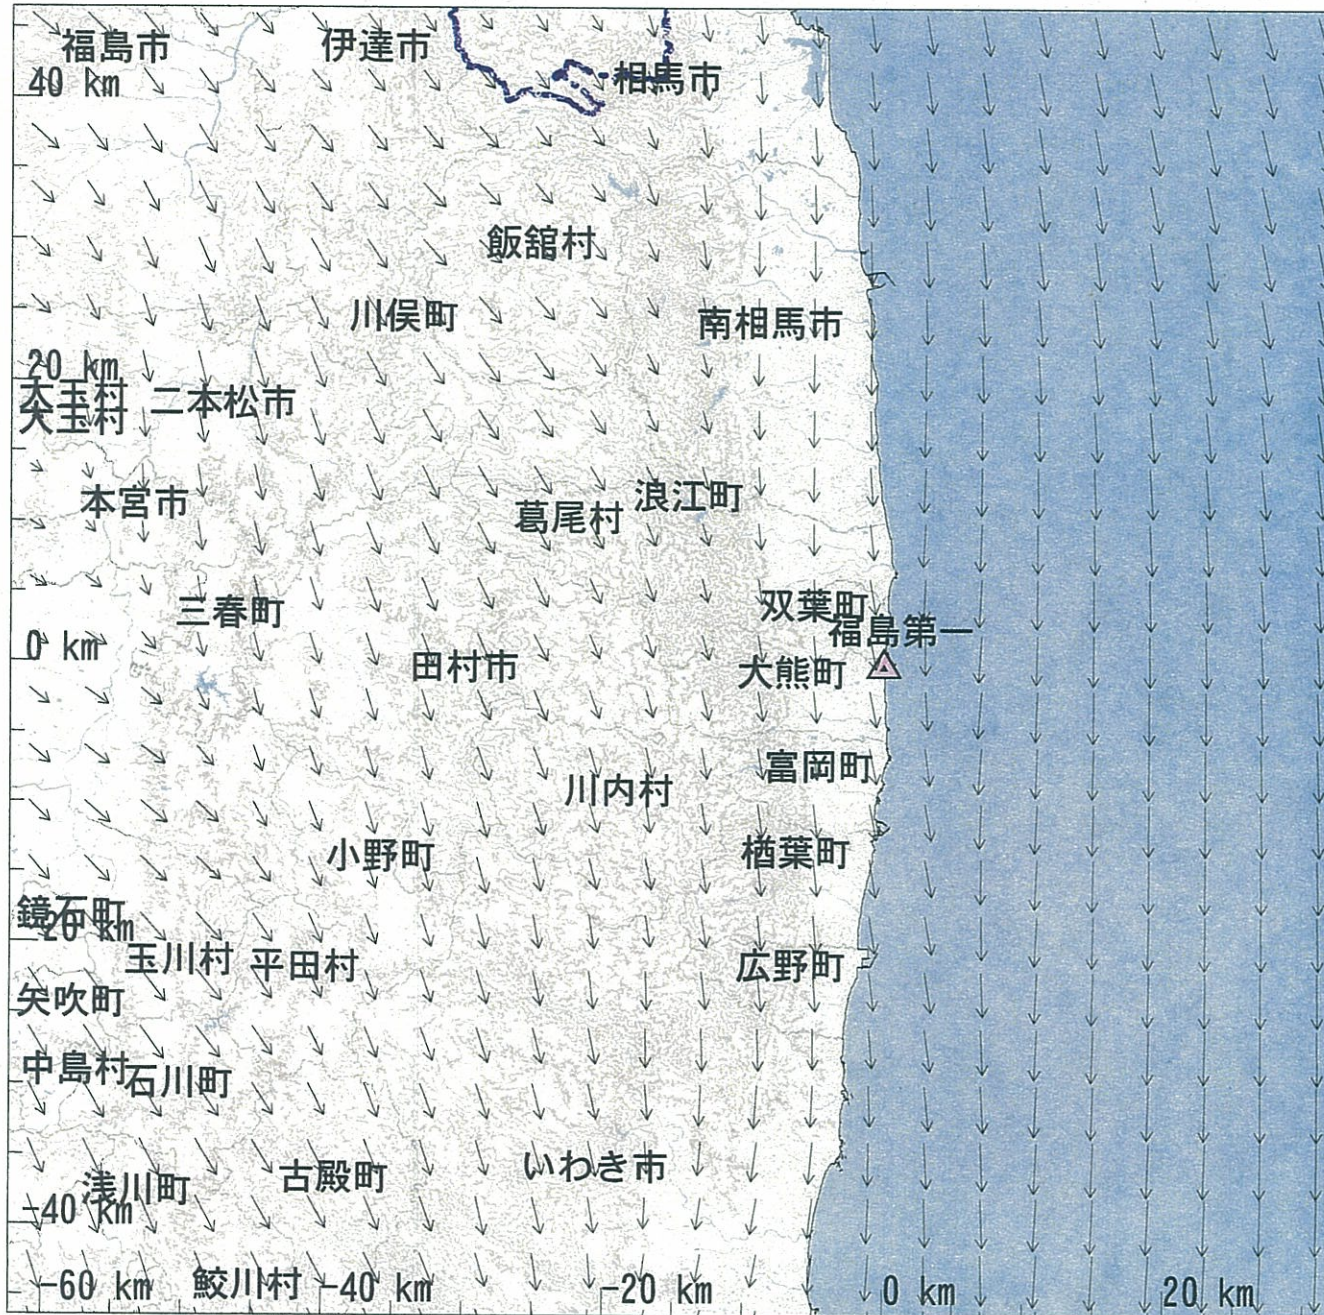 福島市
伊達市
40 km
相馬市
飯舘村
川俣町
南相馬市
20 km
大玉村
二本松市
大玉村
本宮市
浪江町
葛尾村
双葉町
三春町
福島第一
0 km
田村市
大熊町
富岡町
川内村
小野町
楢葉町
鏡石町
-20 km
玉川村
平田村
広野町
矢吹町
中島村
石川町
いわき市
古殿町
浅川町
-40 km
-60 km
鮫川村
-40 km
-20 km
0 km
20 km